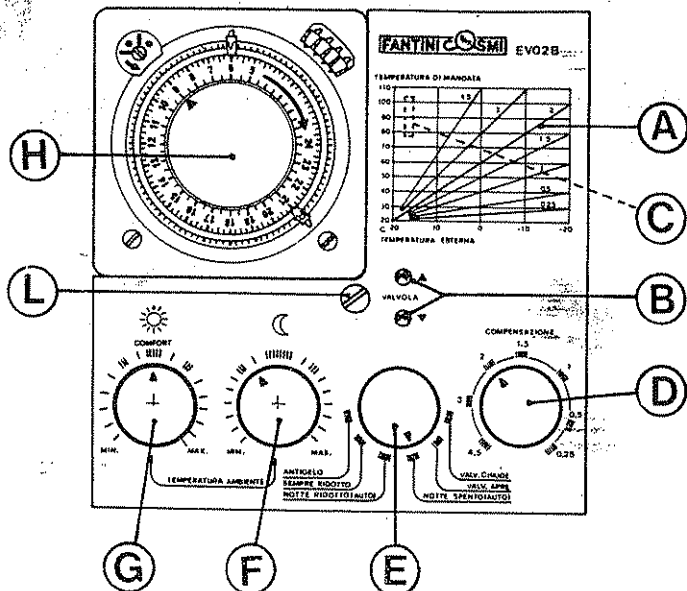 FANTINI COSMI EV02B
TEMPERATURA DI MANDATA
110
100
90
80
70
60
50
40
30
20
4,5
3
2
1,5
1
0,5
0,25
20 10 0 -10 -20
C
TEMPERATURA ESTERNA
A
H
C
L
VALVOLA
B
COMFORT
COMPENSAZIONE
4,5 3 2 1,5 1 0,5 0,25
D
MIN. MAX.
MIN. MAX.
TEMPERATURA AMBIENTE
ANTIGELO
SEMPRE RIDOTTO
NOTTE RIDOTTO (AUTO)
VALV. CHIUDE
VALV. APRE
NOTTE SPENTO (AUTO)
G
F
E